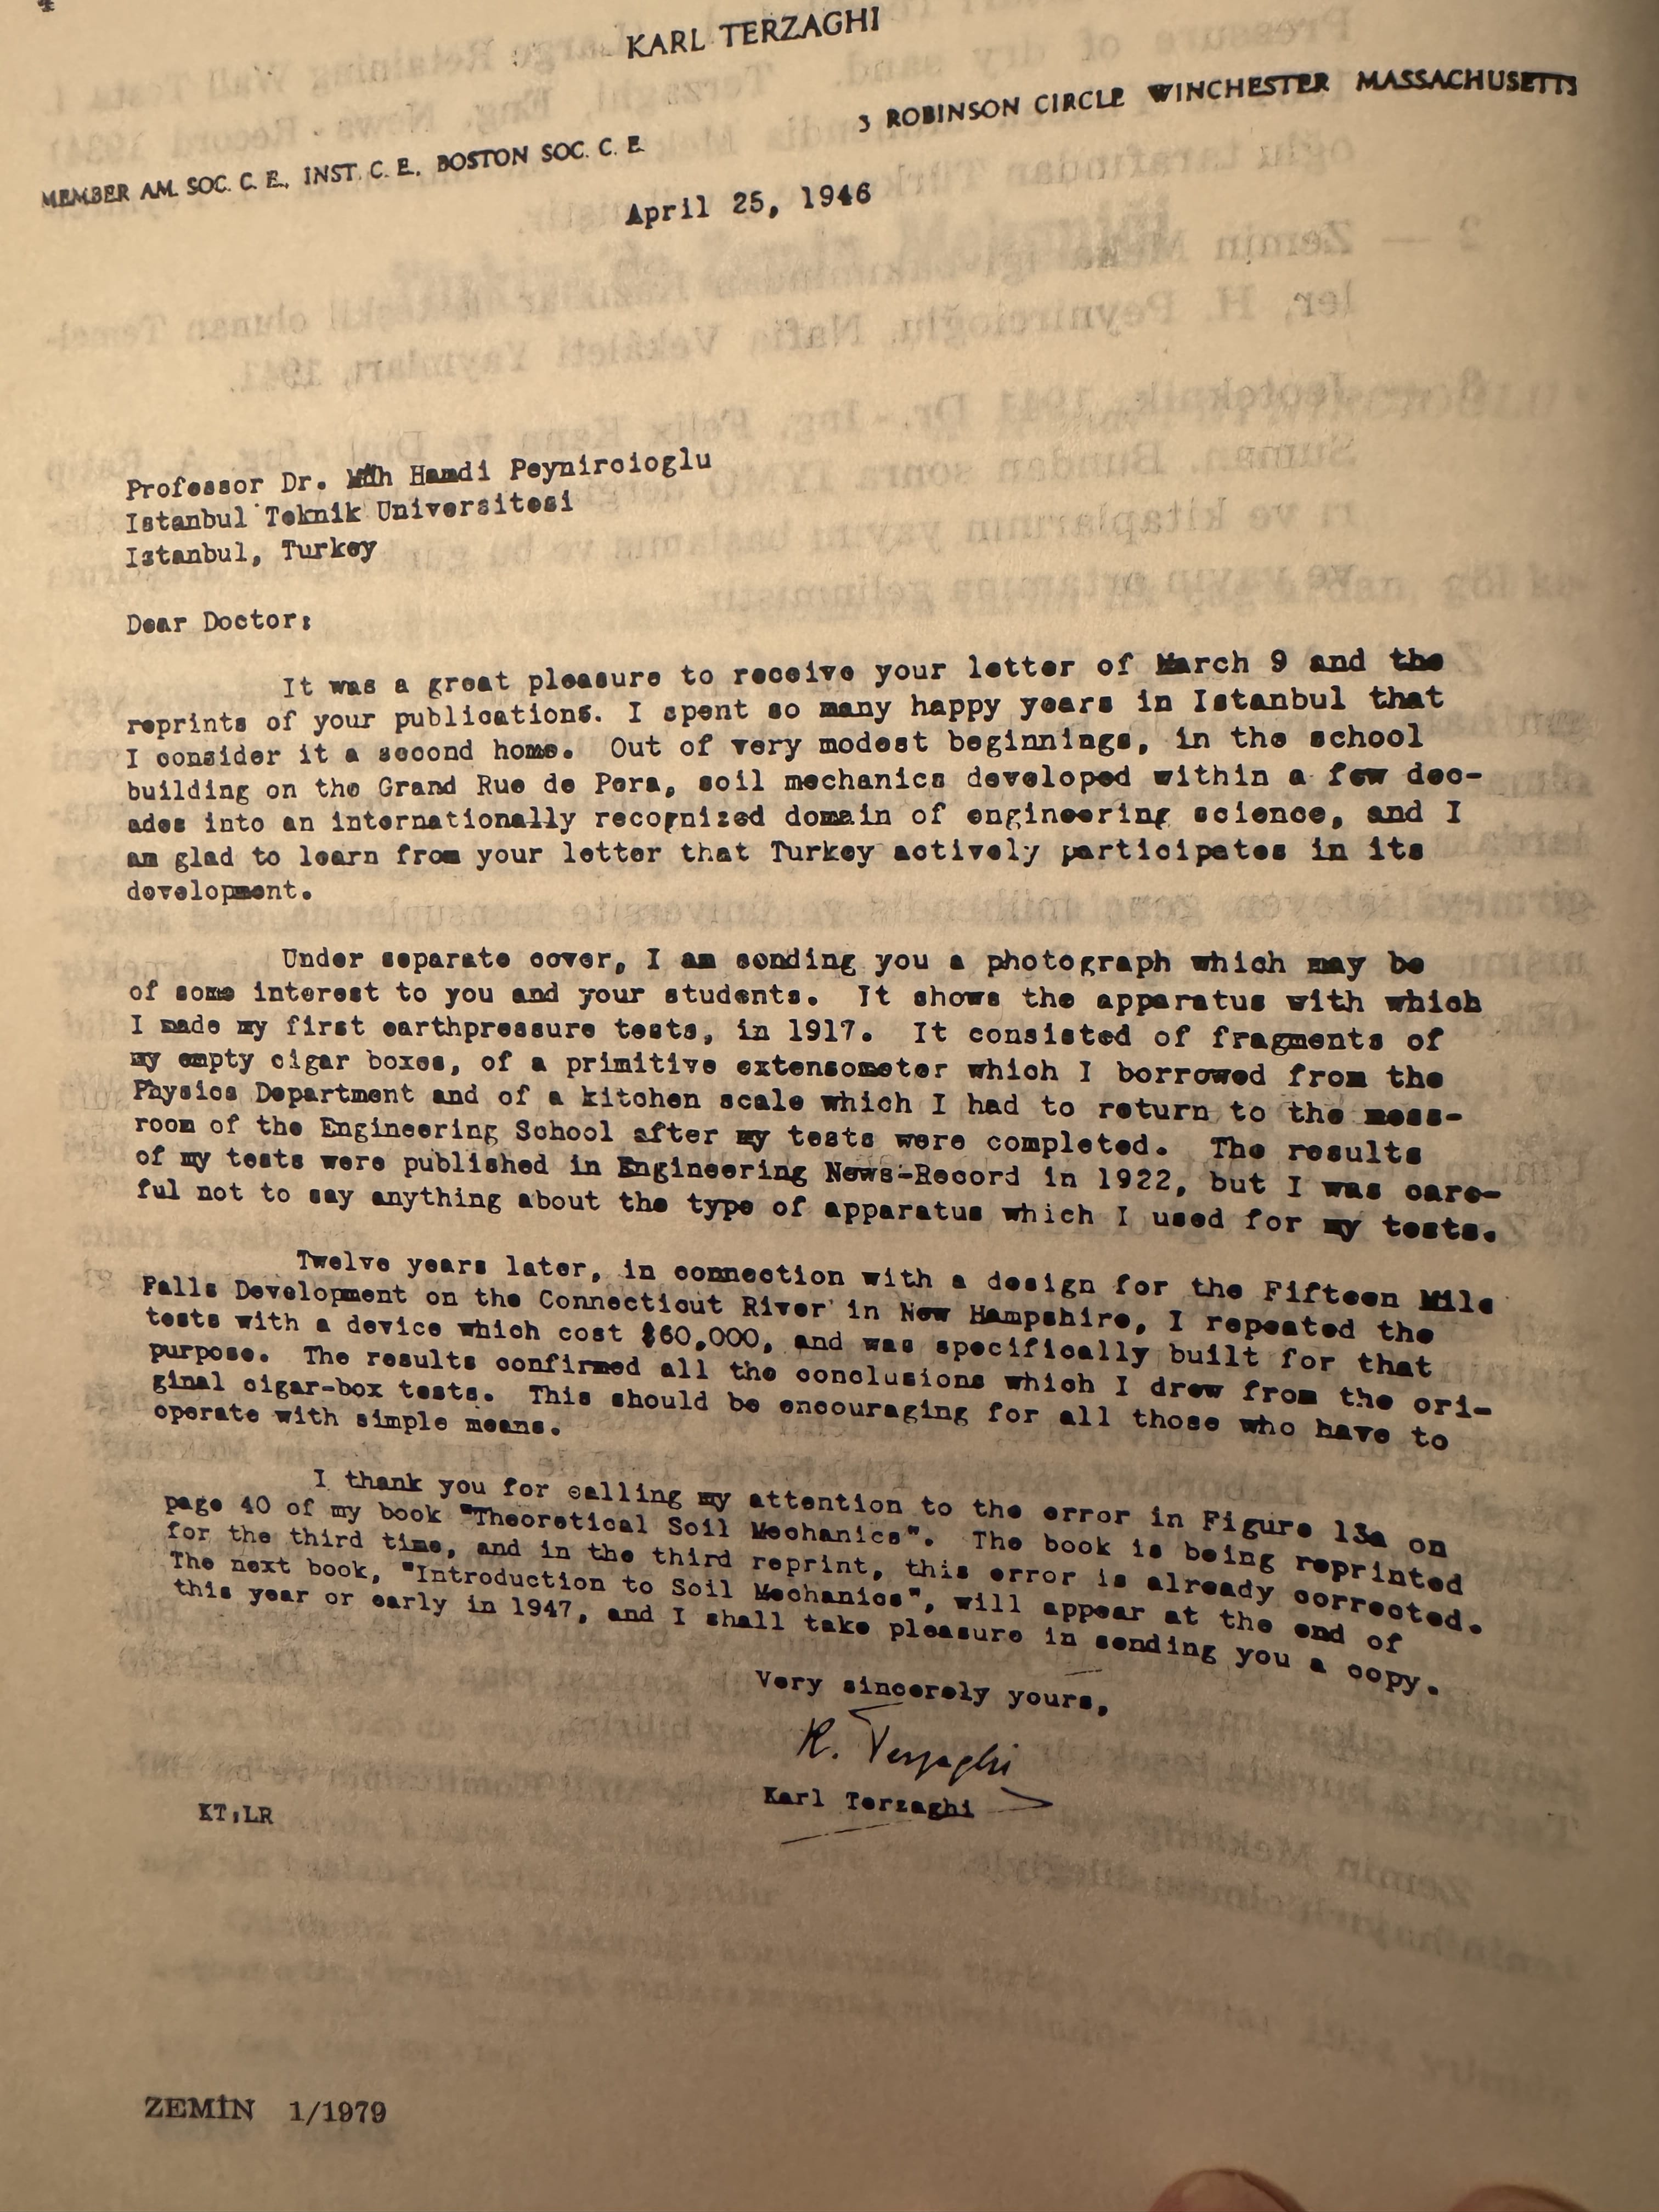 4
KARL TERZAGHI
3 ROBINSON CIRCLE WINCHESTER MASSACHUSETTS
MEMBER AM. SOC. C. E., INST. C. E., BOSTON SOC. C. E.
April 25, 1946
Professor Dr. Hamdi Peynircioglu
Istanbul Teknik Universitesi
Istanbul, Turkey
Dear Doctor:
It was a great pleasure to receive your letter of March 9 and the
reprints of your publications. I spent so many happy years in Istanbul that
I consider it a second home. Out of very modest beginnings, in the school
building on the Grand Rue de Pera, soil mechanics developed within a few dec-
ades into an internationally recognized domain of engineering science, and I
am glad to learn from your letter that Turkey actively participates in its
development.
Under separate cover, I am sending you a photograph which may be
of some interest to you and your students. It shows the apparatus with which
I made my first earthpressure tests, in 1917. It consisted of fragments of
my empty cigar boxes, of a primitive extensometer which I borrowed from the
Physics Department and of a kitchen scale which I had to return to the mess-
room of the Engineering School after my tests were completed. The results
of my tests were published in Engineering News-Record in 1922, but I was care-
ful not to say anything about the type of apparatus which I used for my tests.
Twelve years later, in connection with a design for the Fifteen Mile
Falls Development on the Connecticut River in New Hampshire, I repeated the
tests with a device which cost $60,000, and was specifically built for that
purpose. The results confirmed all the conclusions which I drew from the ori-
ginal cigar-box tests. This should be encouraging for all those who have to
operate with simple means.
I thank you for calling my attention to the error in Figure 13a on
page 40 of my book "Theoretical Soil Mechanics". The book is being reprinted
for the third time, and in the third reprint, this error is already corrected.
The next book, "Introduction to Soil Mechanics", will appear at the end of
this year or early in 1947, and I shall take pleasure in sending you a copy.
Very sincerely yours,
K. Terzaghi
Karl Terzaghi
KT:LR
ZEMİN 1/1979